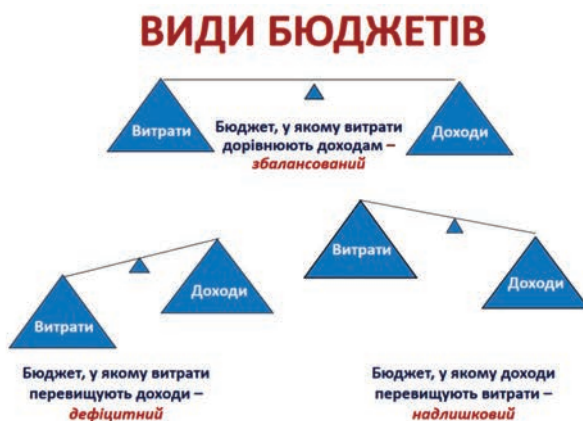 ВИДИ БЮДЖЕТІВ
Витрати
Бюджет, у якому витрати
дорівнюють доходам –
збалансований
Доходи
Витрати
Доходи
Бюджет, у якому витрати
перевищують доходи –
дефіцитний
Витрати
Доходи
Бюджет, у якому доходи
перевищують витрати –
надлишковий